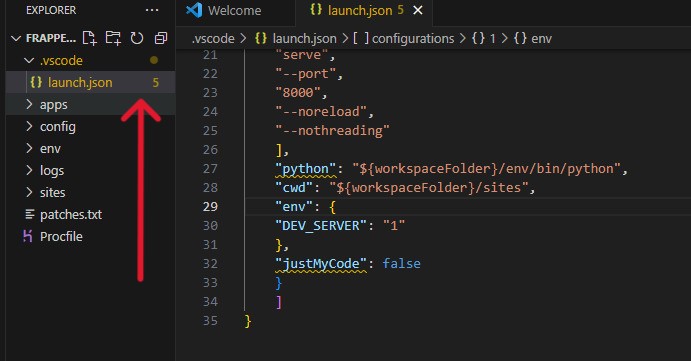 EXPLORER
FRAPPE...
.vscode
{} launch.json 5
apps
config
env
logs
sites
patches.txt
Procfile
Welcome
{} launch.json 5
.vscode > {} launch.json > [ ] configurations > {} 1 > {} env
21 "serve",
22 "--port",
23 "8000",
24 "--noreload",
25 "--nothreading"
26 ],
27 "python": "${workspaceFolder}/env/bin/python",
28 "cwd": "${workspaceFolder}/sites",
29 "env": {
30 "DEV_SERVER": "1"
31 },
32 "justMyCode": false
33 }
34 ]
35 }